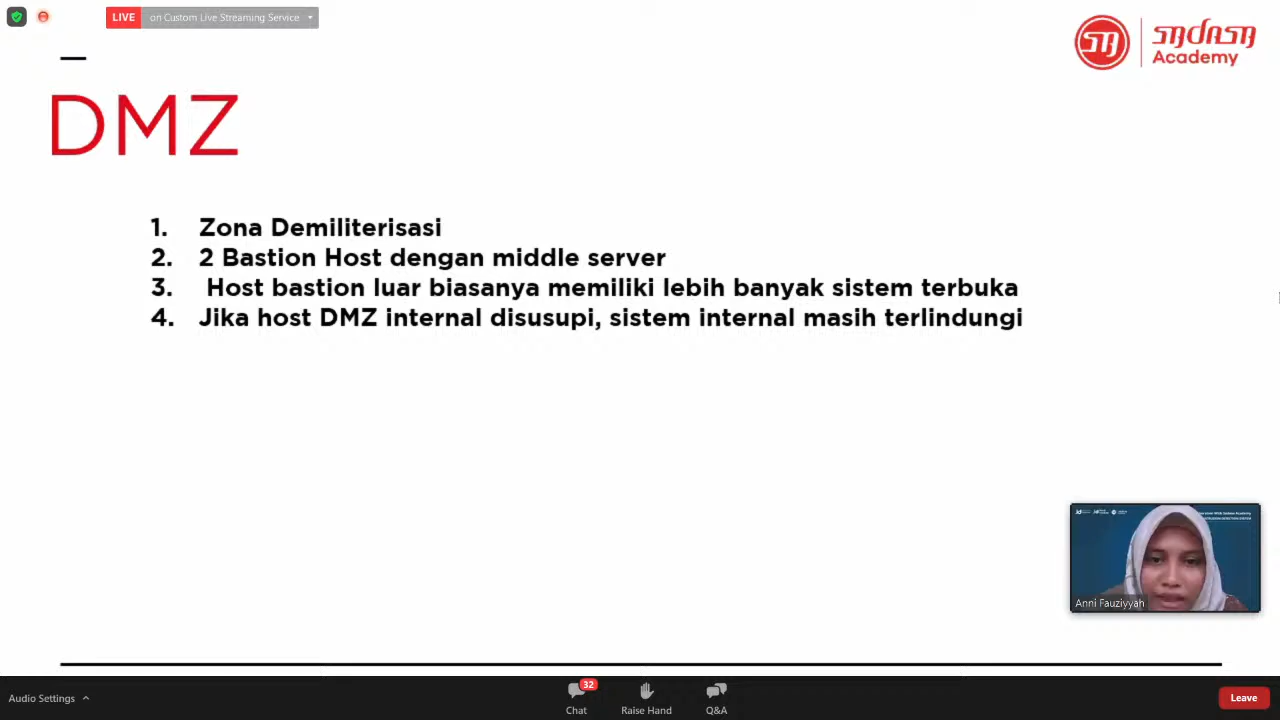 LIVE on Custom Live Streaming Service
Academy
DMZ
1. Zona Demiliterisasi
2. 2 Bastion Host dengan middle server
3. Host bastion luar biasanya memiliki lebih banyak sistem terbuka
4. Jika host DMZ internal disusupi, sistem internal masih terlindungi
Anni Fauziyyah
Audio Settings
32
Chat
Raise Hand
Q&A
Leave